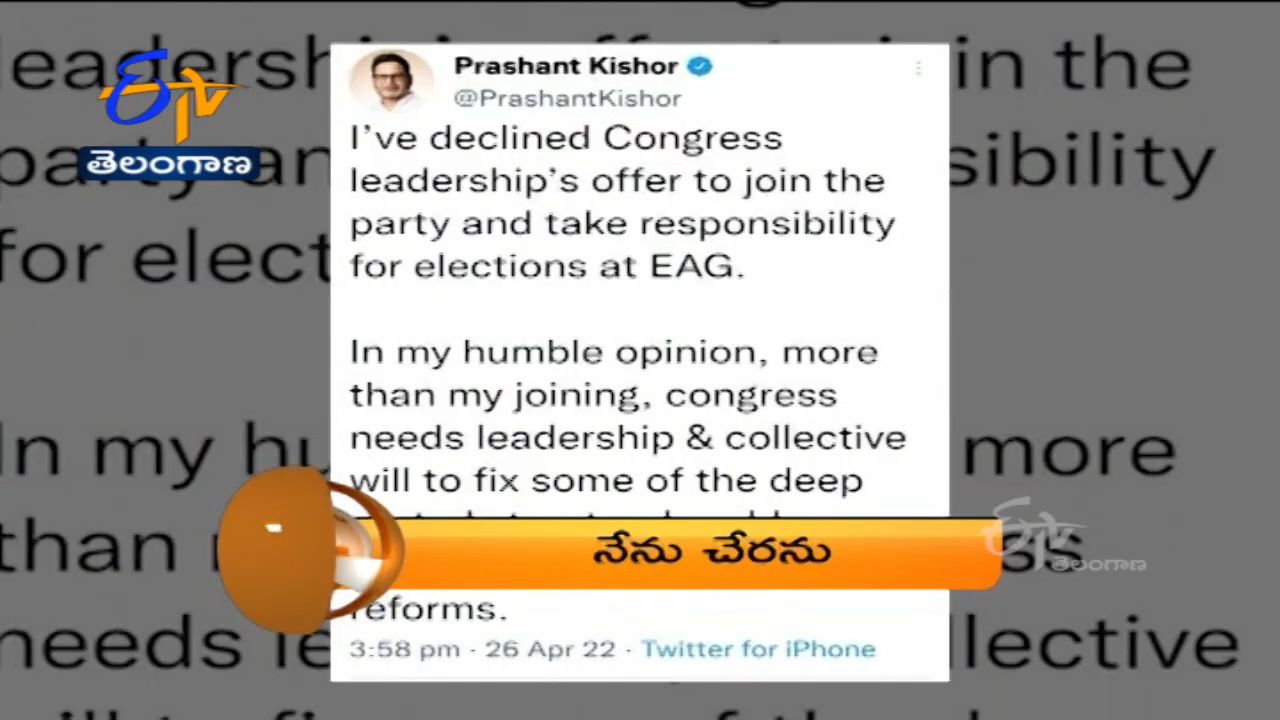 ETV
తెలంగాణ
Prashant Kishor
@PrashantKishor
I've declined Congress
leadership's offer to join the
party and take responsibility
for elections at EAG.
In my humble opinion, more
than my joining, congress
needs leadership & collective
will to fix some of the deep
నేను చేరను
reforms.
3:58 pm · 26 Apr 22 · Twitter for iPhone
ETV
తెలంగాణ